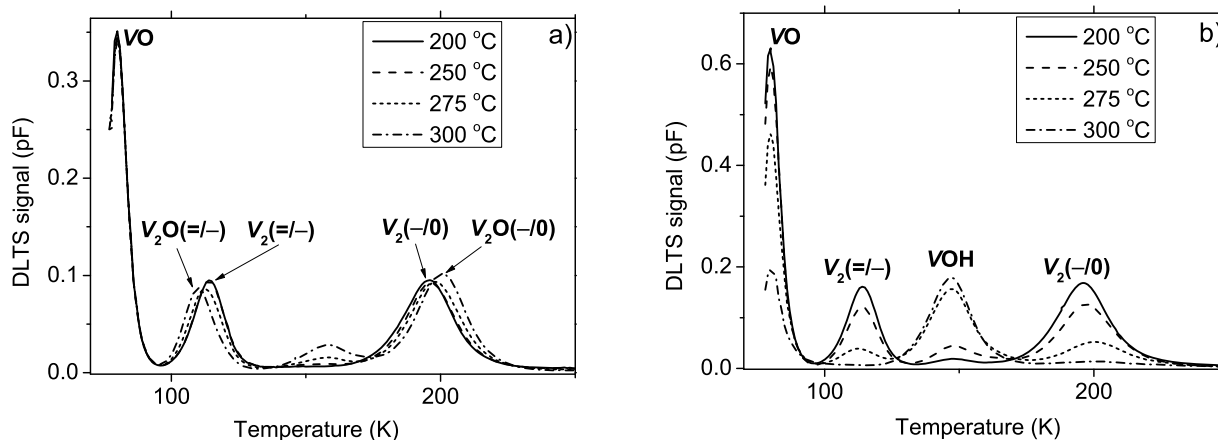 a)
VO
200 °C
250 °C
275 °C
300 °C
V₂O(=/–)
V₂(=/–)
V₂(–/0)
V₂O(–/0)
DLTS signal (pF)
0.3
0.2
0.1
0.0
100
200
Temperature (K)
b)
VO
200 °C
250 °C
275 °C
300 °C
V₂(=/–)
VOH
V₂(–/0)
DLTS signal (pF)
0.6
0.4
0.2
0.0
100
200
Temperature (K)